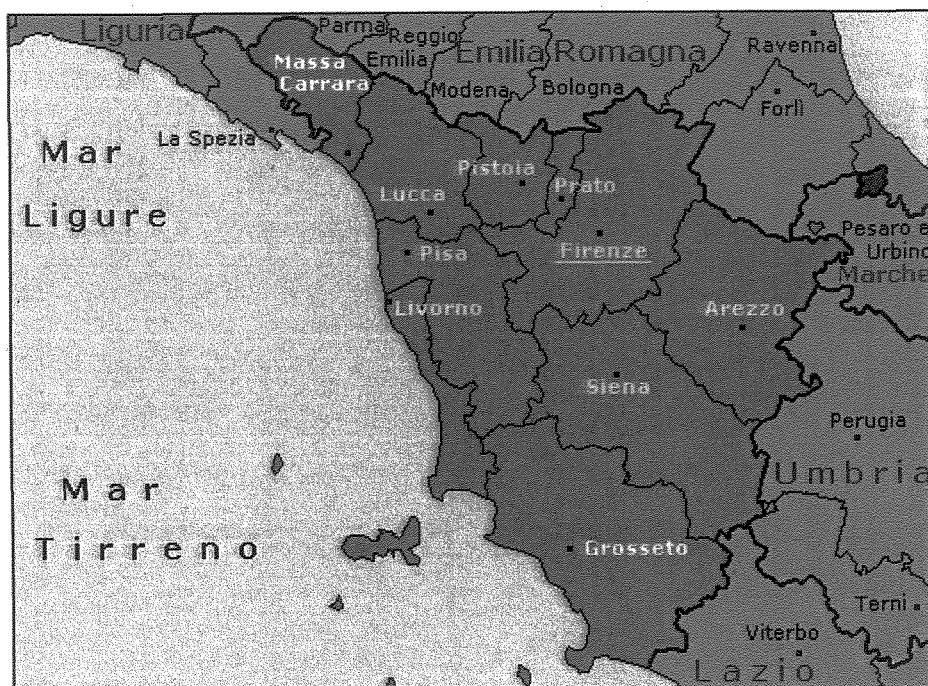 Liguria
Parma
Reggio
Emilia
Emilia Romagna
Ravenna
Massa
Carrara
Modena
Bologna
Forlì
La Spezia
Mar
Ligure
Pistoia
Prato
Lucca
Pisa
Firenze
Pesaro e
Urbino
Marche
Livorno
Arezzo
Siena
Perugia
Umbria
Mar
Tirreno
Grosseto
Terni
Viterbo
Lazio